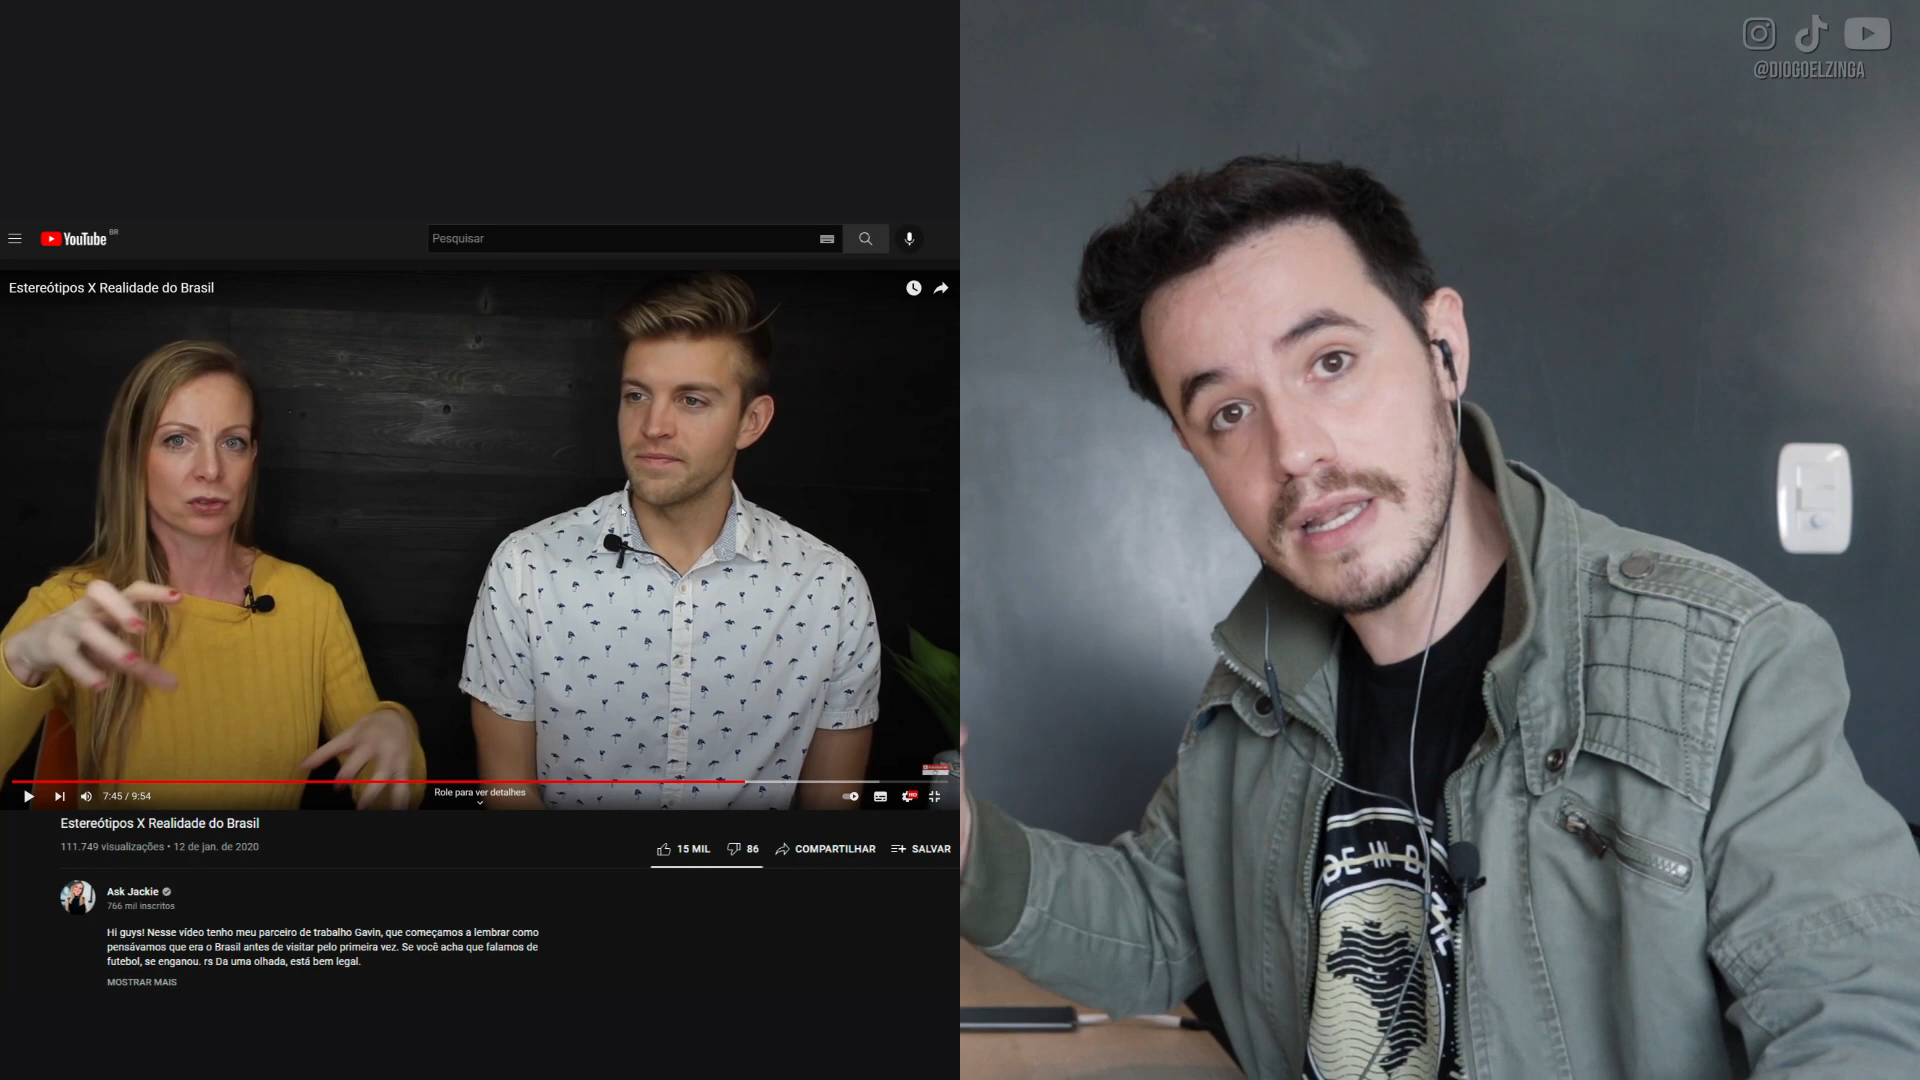 YouTube BR
Pesquisar
Estereótipos X Realidade do Brasil
7:45 / 9:54
Role para ver detalhes
HD
Estereótipos X Realidade do Brasil
111.749 visualizações • 12 de jan. de 2020
15 MIL
86
COMPARTILHAR
SALVAR
Ask Jackie
766 mil inscritos
Hi guys! Nesse vídeo tenho meu parceiro de trabalho Gavin, que começamos a lembrar como
pensávamos que era o Brasil antes de visitar pelo primeira vez. Se você acha que falamos de
futebol, se enganou. rs Da uma olhada, está bem legal.
MOSTRAR MAIS
@DIOGOELZINGA